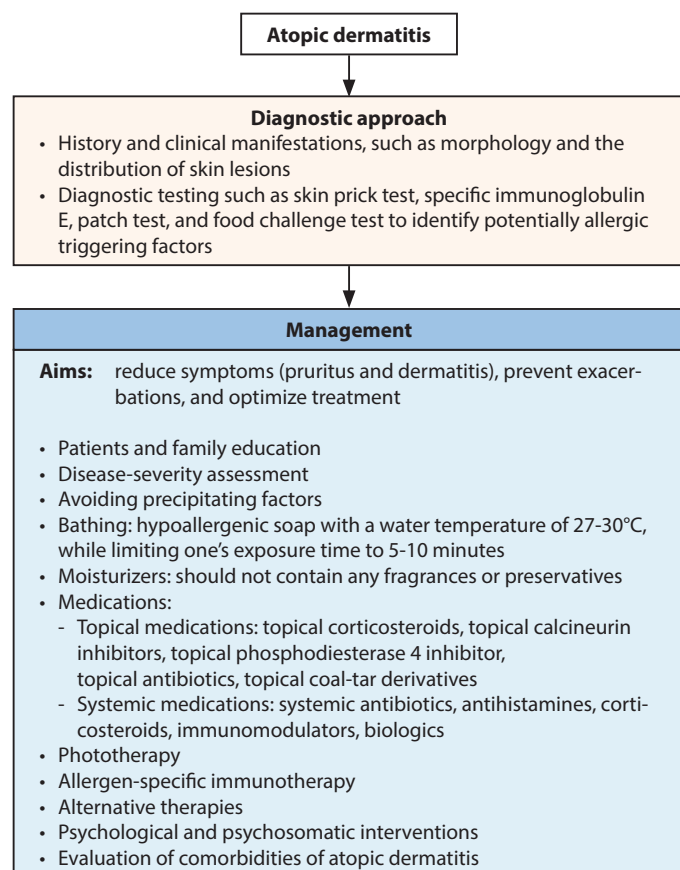 Atopic dermatitis
Diagnostic approach
• History and clinical manifestations, such as morphology and the
distribution of skin lesions
• Diagnostic testing such as skin prick test, specific immunoglobulin
E, patch test, and food challenge test to identify potentially allergic
triggering factors
Management
Aims: reduce symptoms (pruritus and dermatitis), prevent exacer-
bations, and optimize treatment
• Patients and family education
• Disease-severity assessment
• Avoiding precipitating factors
• Bathing: hypoallergenic soap with a water temperature of 27-30°C,
while limiting one’s exposure time to 5-10 minutes
• Moisturizers: should not contain any fragrances or preservatives
• Medications:
- Topical medications: topical corticosteroids, topical calcineurin
inhibitors, topical phosphodiesterase 4 inhibitor,
topical antibiotics, topical coal-tar derivatives
- Systemic medications: systemic antibiotics, antihistamines, corti-
costeroids, immunomodulators, biologics
• Phototherapy
• Allergen-specific immunotherapy
• Alternative therapies
• Psychological and psychosomatic interventions
• Evaluation of comorbidities of atopic dermatitis